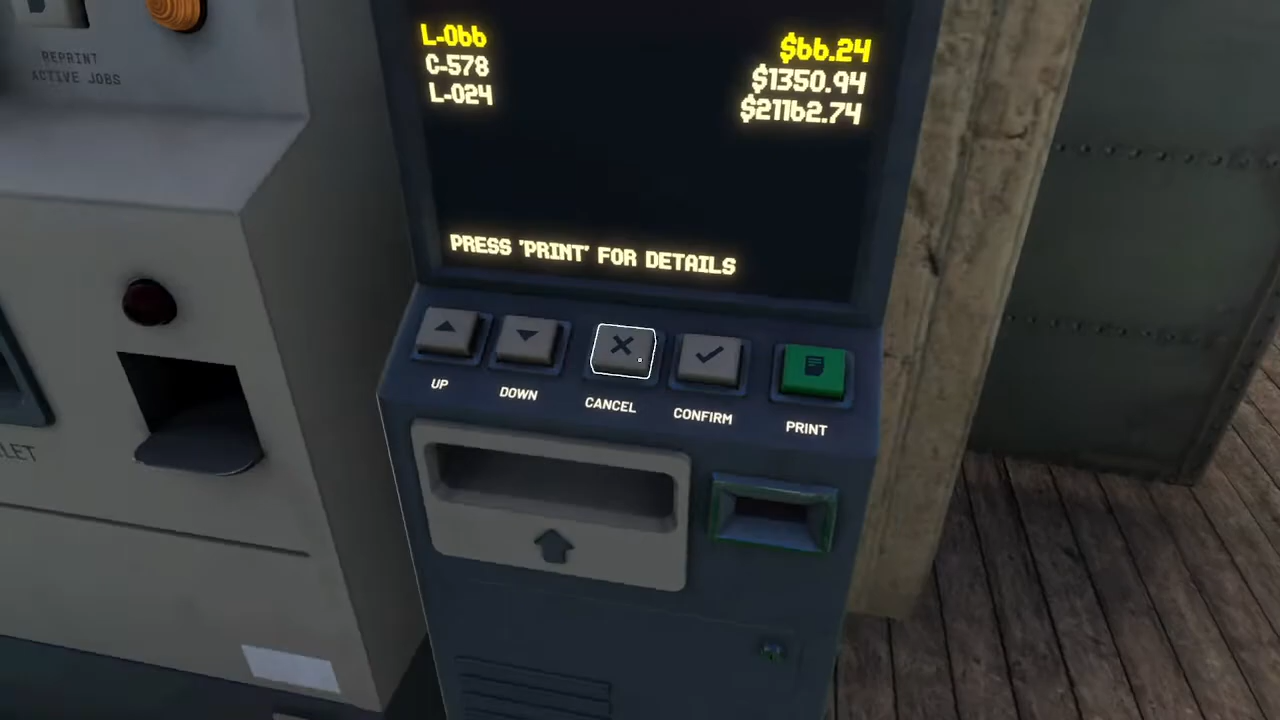 REPRINT
ACTIVE JOBS
L-066 $66.24
C-578 $1350.94
L-024 $21162.74
PRESS 'PRINT' FOR DETAILS
UP
DOWN
CANCEL
CONFIRM
PRINT